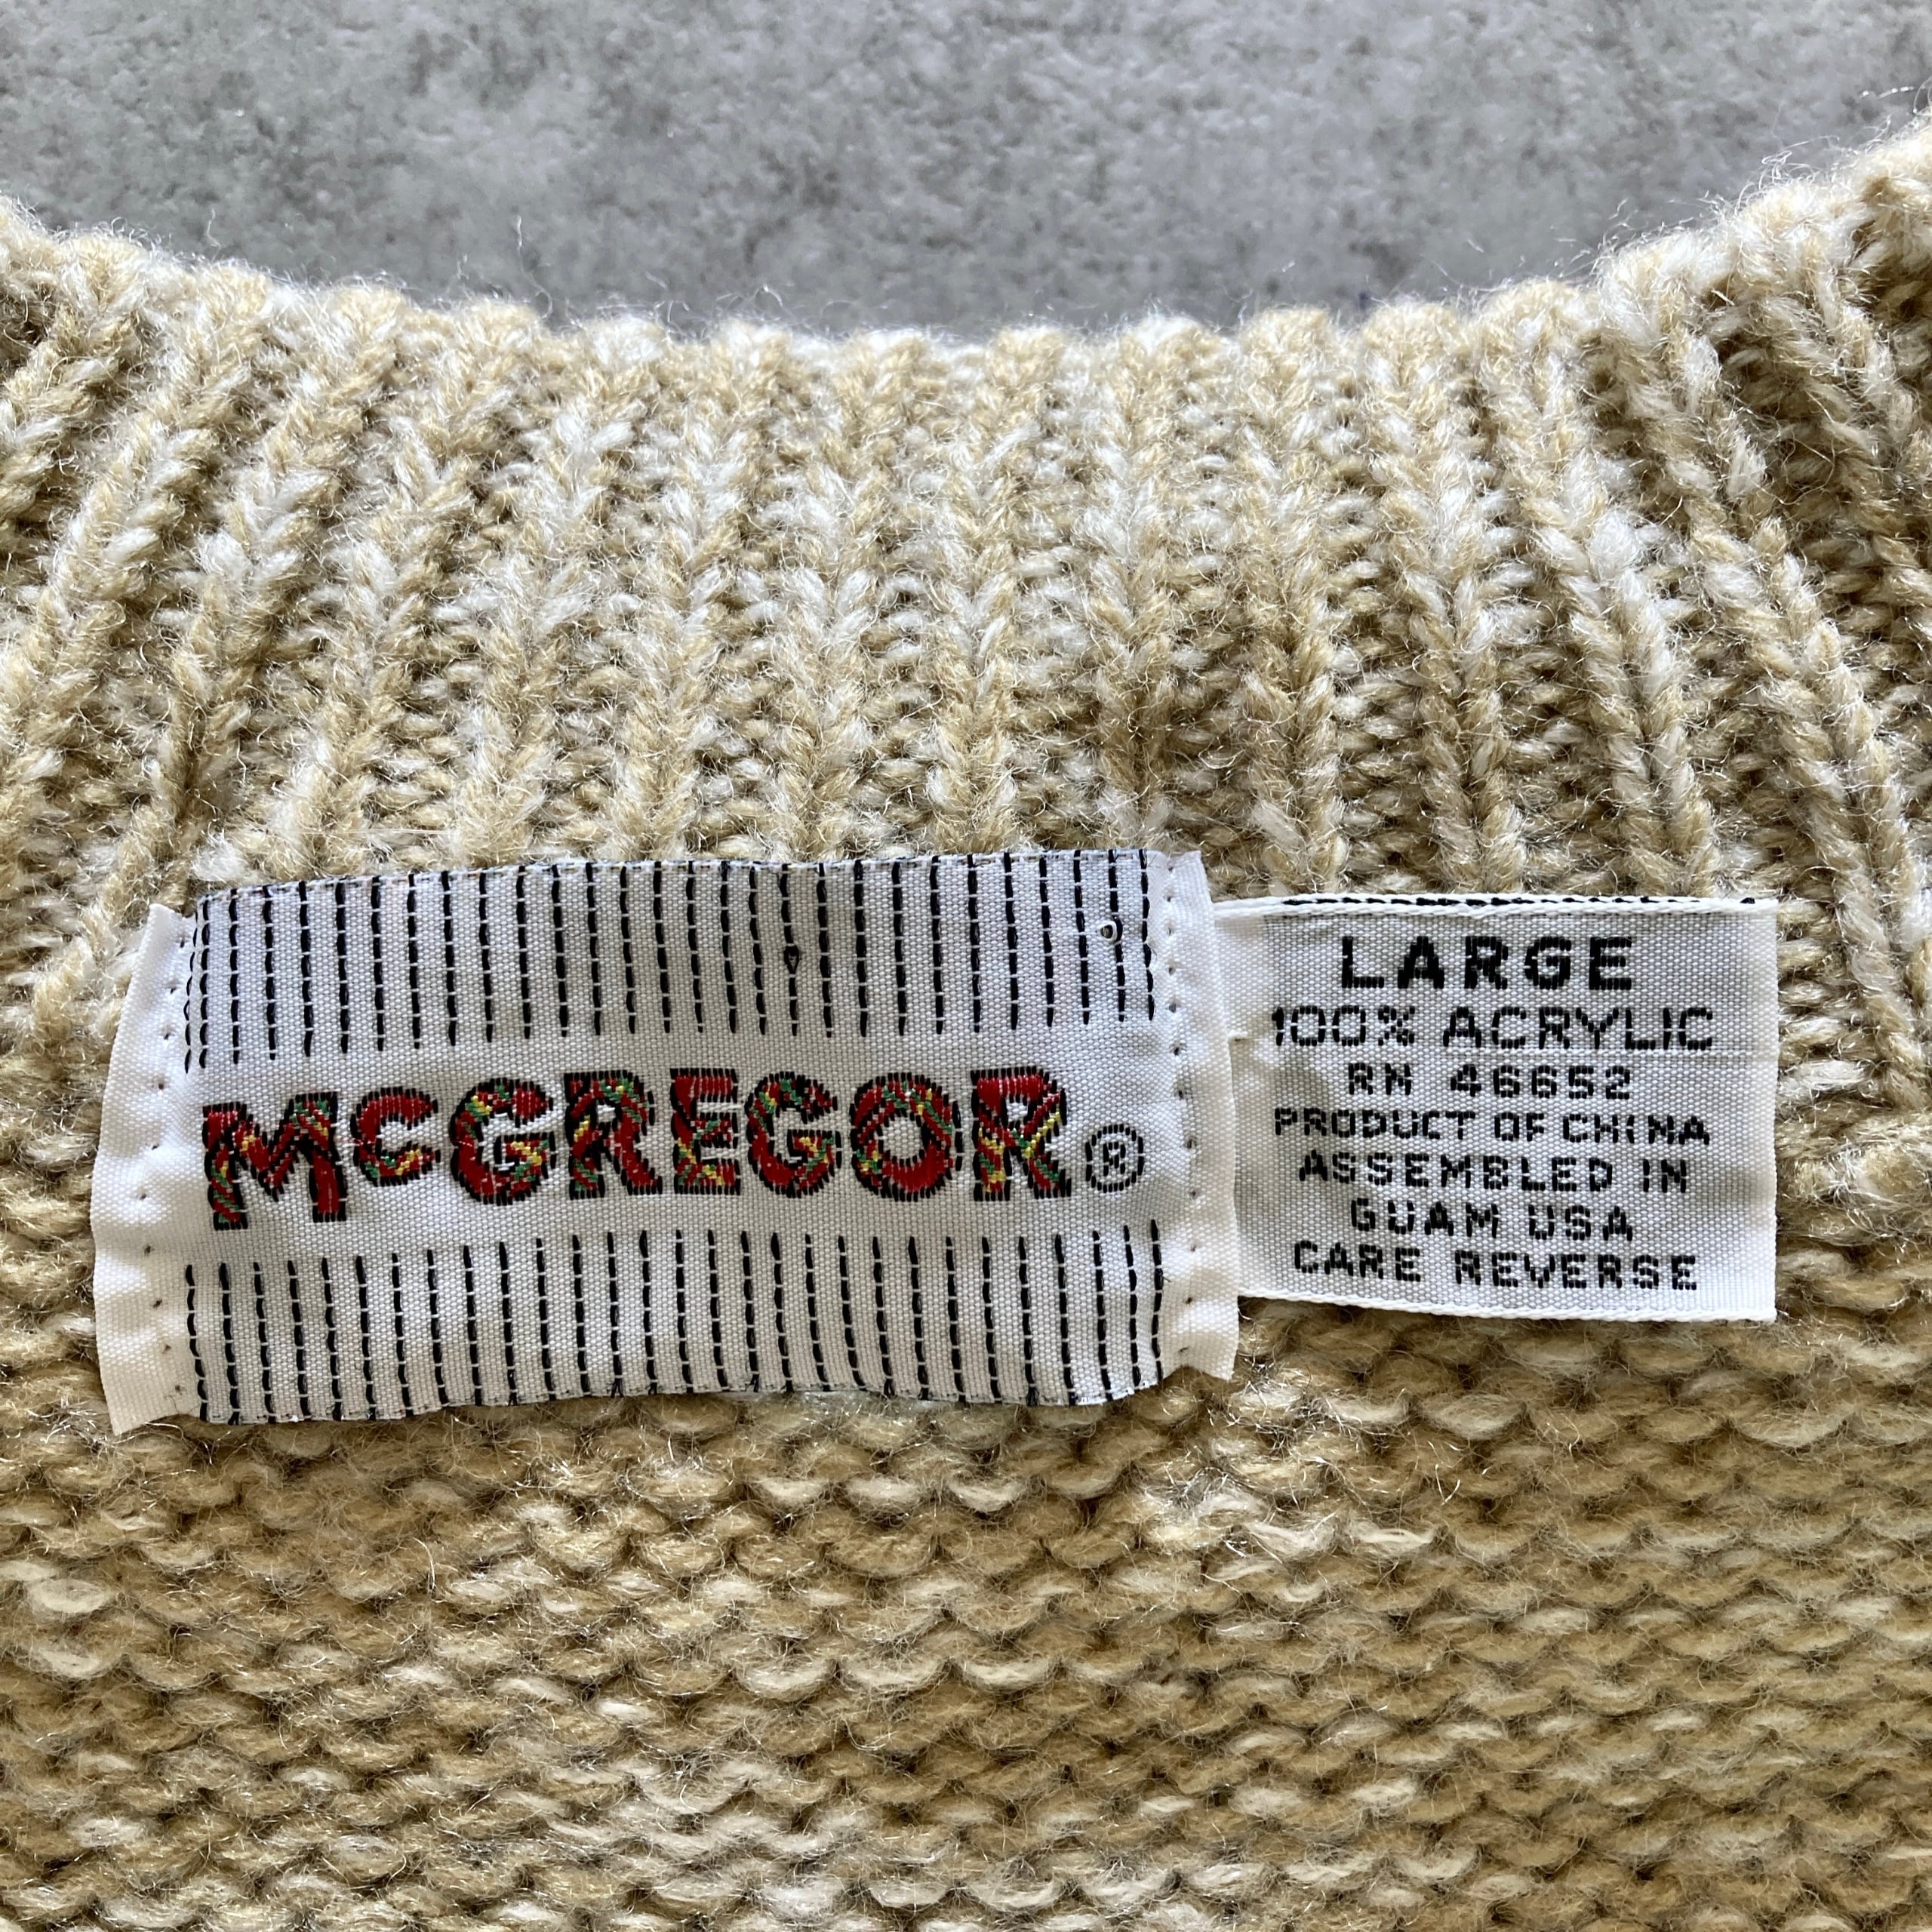 McGREGOR®
LARGE
100% ACRYLIC
RN 46652
PRODUCT OF CHINA
ASSEMBLED IN
GUAM USA
CARE REVERSE